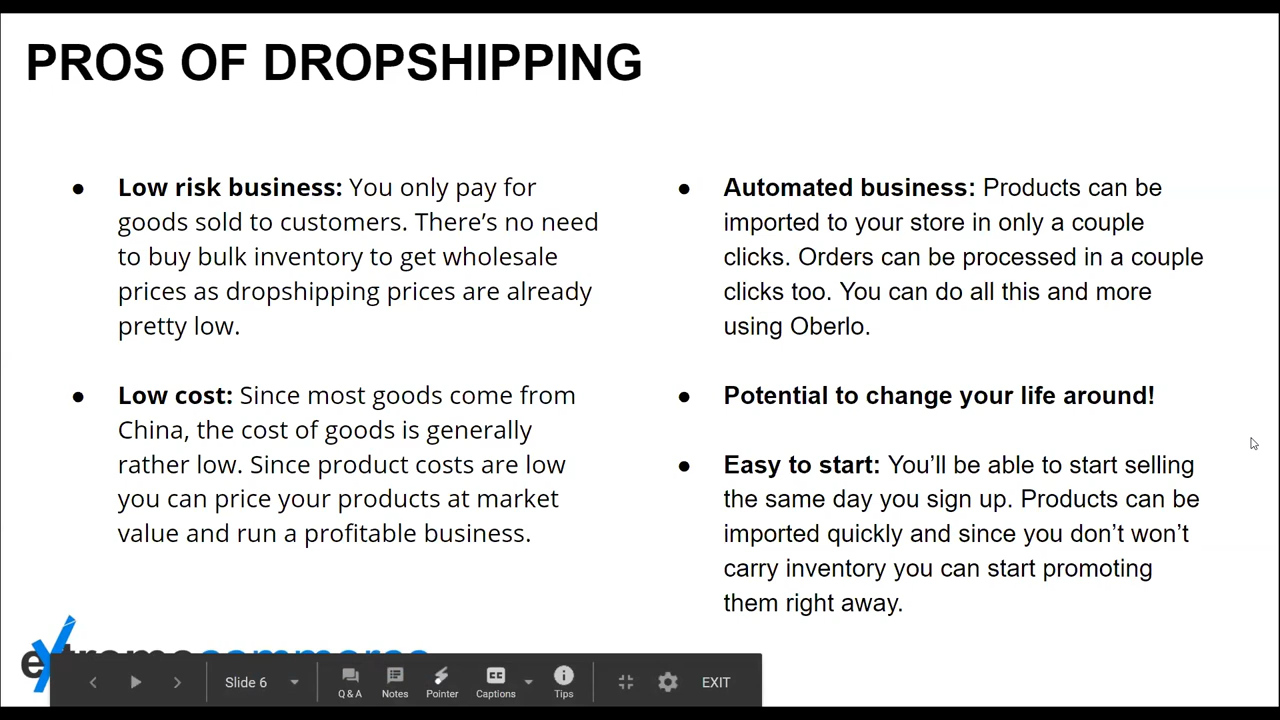 PROS OF DROPSHIPPING
● Low risk business: You only pay for
goods sold to customers. There’s no need
to buy bulk inventory to get wholesale
prices as dropshipping prices are already
pretty low.
● Low cost: Since most goods come from
China, the cost of goods is generally
rather low. Since product costs are low
you can price your products at market
value and run a profitable business.
● Automated business: Products can be
imported to your store in only a couple
clicks. Orders can be processed in a couple
clicks too. You can do all this and more
using Oberlo.
● Potential to change your life around!
● Easy to start: You’ll be able to start selling
the same day you sign up. Products can be
imported quickly and since you don’t won’t
carry inventory you can start promoting
them right away.
Slide 6
Q & A
Notes
Pointer
CC
Captions
Tips
EXIT